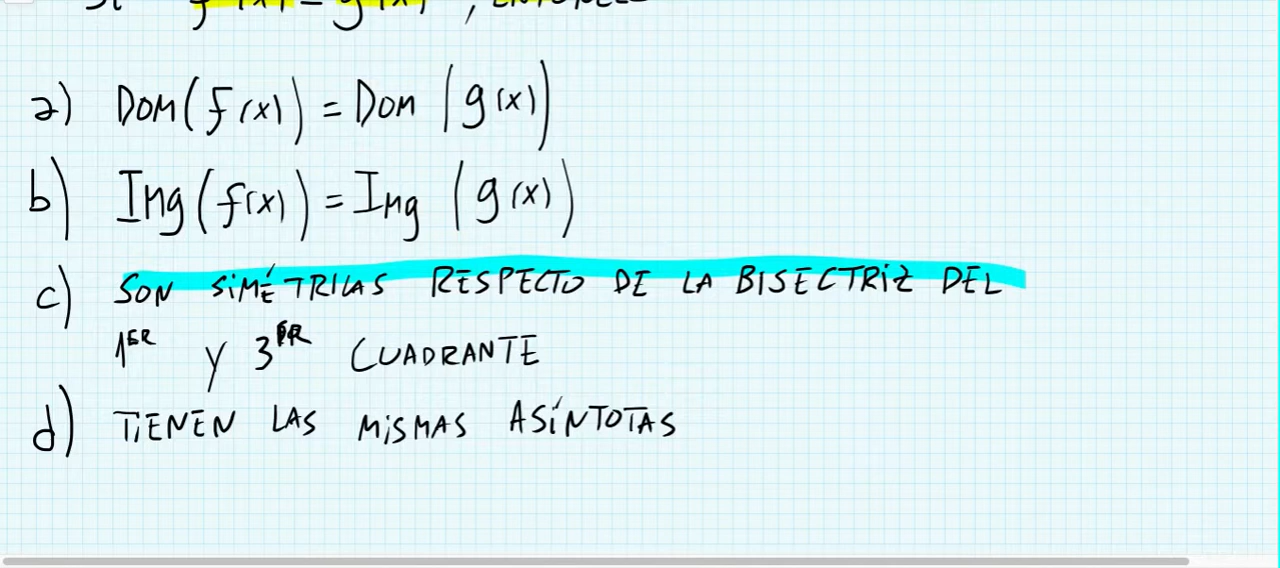 a) Dom(f(x)) = Dom (g(x))
b) Img(f(x)) = Img (g(x))
c) SON SIMÉTRICAS RESPECTO DE LA BISECTRIZ DEL
1ER y 3ER CUADRANTE
d) TIENEN LAS MISMAS ASÍNTOTAS